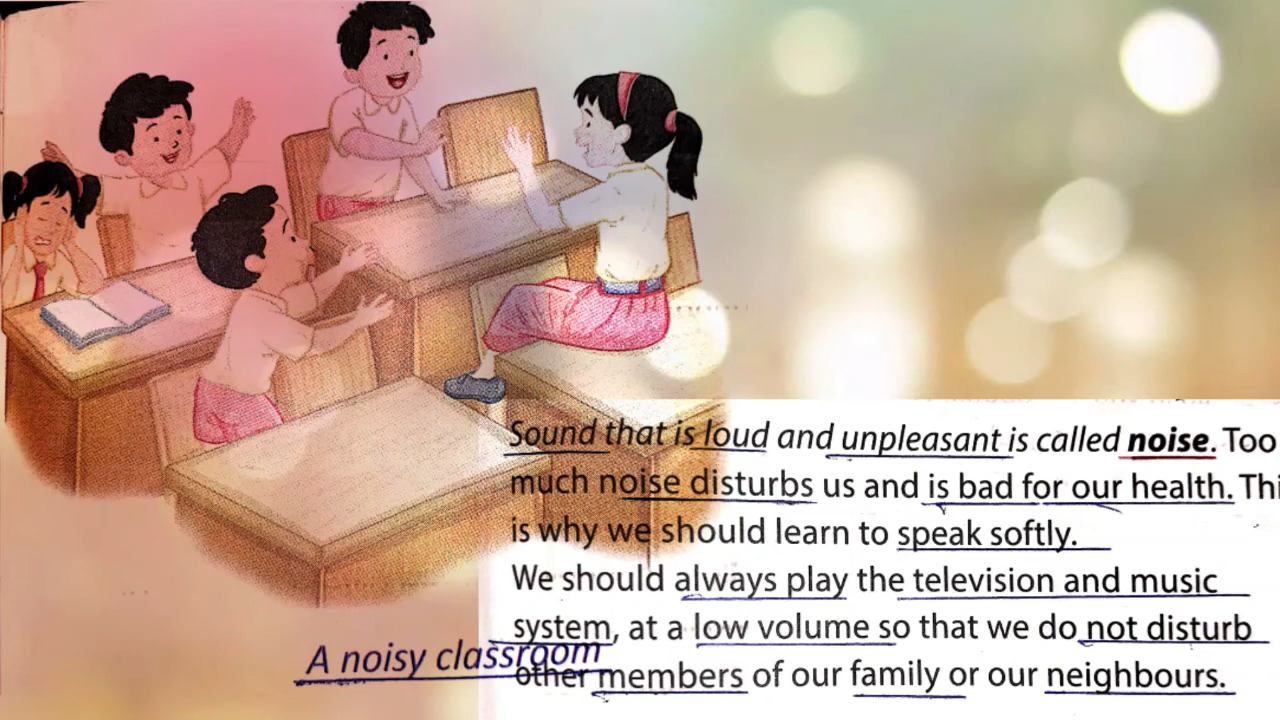 Sound that is loud and unpleasant is called noise. Too
much noise disturbs us and is bad for our health. Thi
is why we should learn to speak softly.
We should always play the television and music
system, at a low volume so that we do not disturb
other members of our family or our neighbours.
A noisy classroom